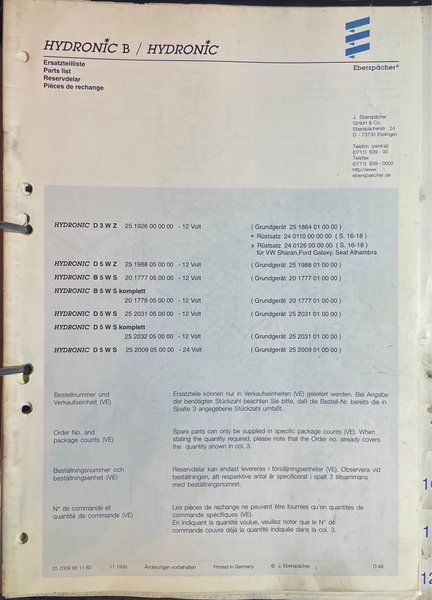 HYDRONIC B / HYDRONIC
Ersatzteilliste
Parts list
Reservdelar
Pièces de rechange
Eberspächer®
J. Eberspächer
GmbH & Co.
Eberspächerstr. 24
D - 73730 Esslingen
Telefon (zentral)
(0711) 939 - 00
Telefax
(0711) 939 - 0500
http://www.
eberspaecher.de
HYDRONIC D 3 W Z 25 1926 00 00 00 - 12 Volt ( Grundgerät 25 1864 01 00 00 )
* Rüstsatz 24 0110 00 00 00 ( S. 16-18 )
x Rüstsatz 24 0126 00 00 00 ( S. 16-18 )
für VW Sharan,Ford Galaxy, Seat Alhambra
HYDRONIC D 5 W Z 25 1988 05 00 00 - 12 Volt ( Grundgerät 25 1988 01 00 00 )
HYDRONIC B 5 W S 20 1777 05 00 00 - 12 Volt ( Grundgerät 20 1777 01 00 00 )
HYDRONIC B 5 W S komplett
20 1778 05 00 00 - 12 Volt ( Grundgerät 20 1777 01 00 00 )
HYDRONIC D 5 W S 25 2031 05 00 00 - 12 Volt ( Grundgerät 25 2031 01 00 00 )
HYDRONIC D 5 W S komplett
25 2032 05 00 00 - 12 Volt ( Grundgerät 25 2031 01 00 00 )
HYDRONIC D 5 W S 25 2009 05 00 00 - 24 Volt ( Grundgerät 25 2009 01 00 00 )
Bestellnummer und
Verkaufseinheit (VE)
Ersatzteile können nur in Verkaufseinheiten (VE) geliefert werden. Bei Angabe
der benötigten Stückzahl beachten Sie bitte, daß die Bestell-Nr. bereits die in
Spalte 3 angegebene Stückzahl umfaßt.
Order No. and
package counts (VE)
Spare parts can only be supplied in specific package counts (VE). When
stating the quantity required, please note that the Order no. already covers
the quantity shown in col. 3.
Beställningsnummer och
beställningsenhet (VE)
Reservdelar kan endast levereras i försäljningsenheter (VE). Observera vid
beställningen, att respektive antal är specificerat i spalt 3 tillsammans
med beställningsnumret.
N° de commande et
quantité de commande (VE)
Les pièces de rechange ne peuvent être fournies qu'en quantités de
commande spécifiques (VE).
En indiquant la quantité voulue, veuillez noter que le N° de
commande couvre déjà la quantité indiquée dans la col. 3.
25 2009 95 11 85 11.1999 Änderungen vorbehalten Printed in Germany © J. Eberspächer D 48
1
12